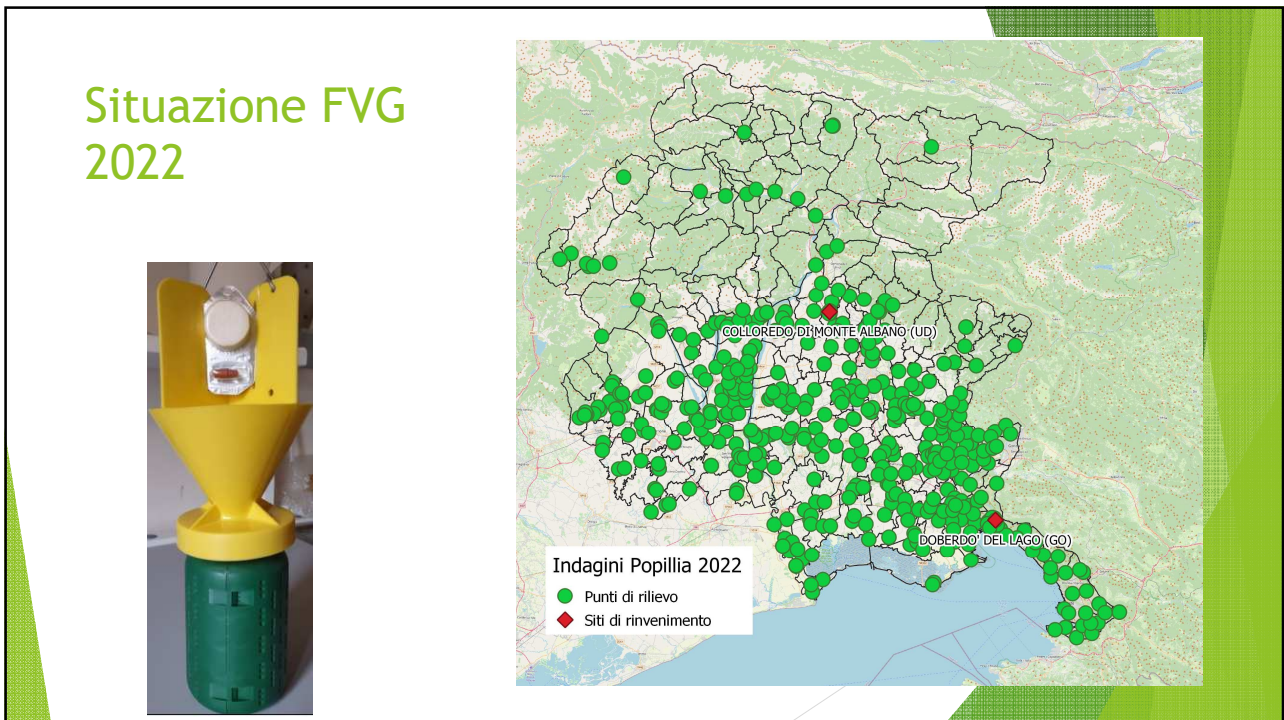 Situazione FVG
2022
COLLOREDO DI MONTE ALBANO (UD)
DOBERDO' DEL LAGO (GO)
Indagini Popillia 2022
Punti di rilievo
Siti di rinvenimento